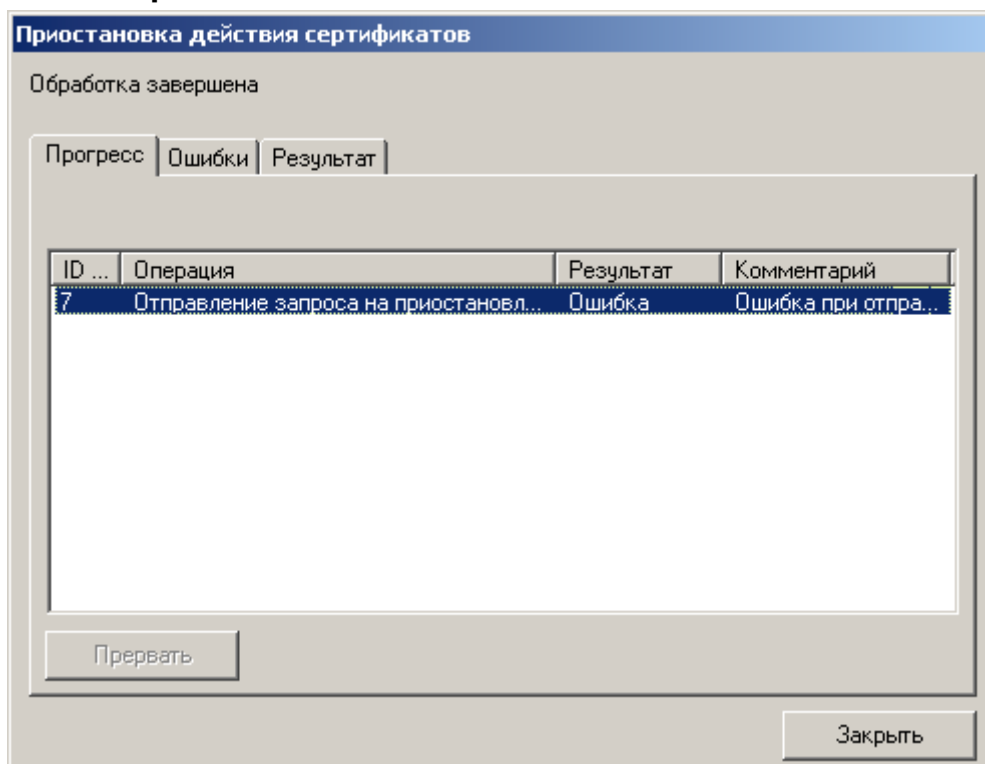 Приостановка действия сертификатов
Обработка завершена
Прогресс Ошибки Результат
ID ... Операция Результат Комментарий
7 Отправление запроса на приостановл... Ошибка Ошибка при отпра...
Прервать
Закрыть